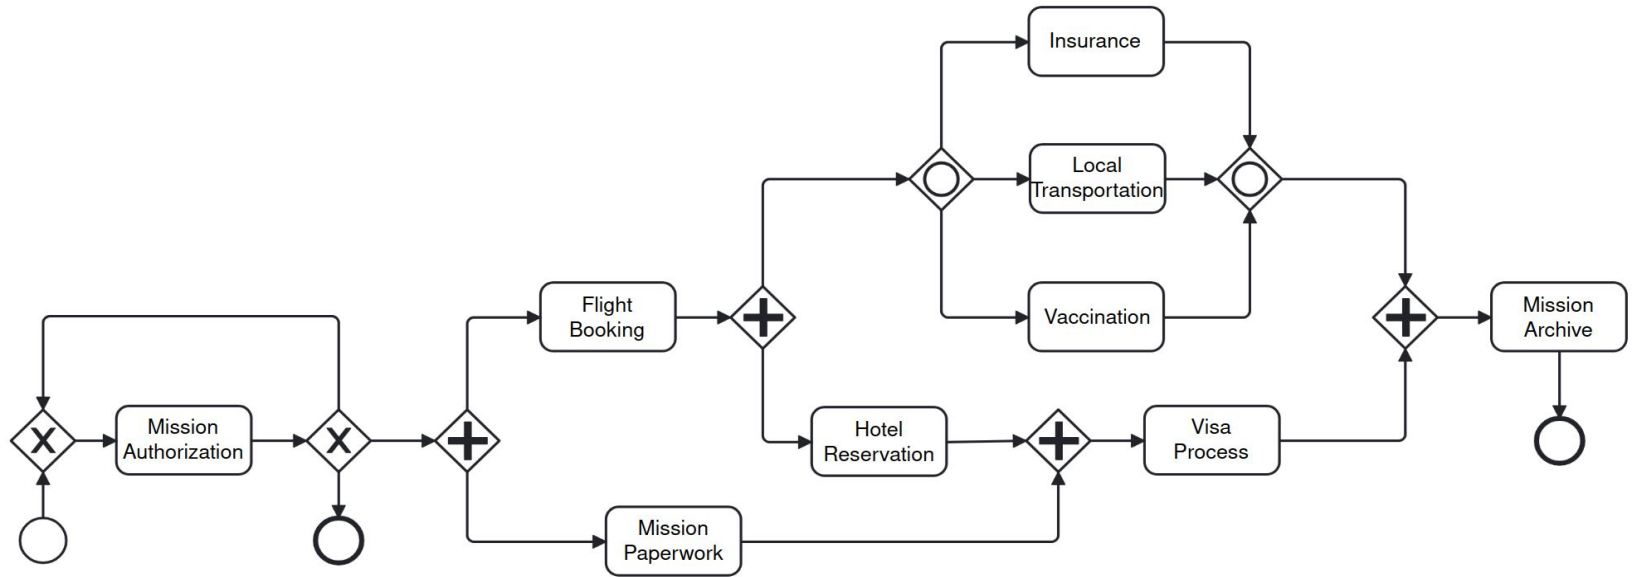 Insurance
Local
Transportation
Flight
Booking
Vaccination
Mission
Archive
Mission
Authorization
Hotel
Reservation
Visa
Process
Mission
Paperwork